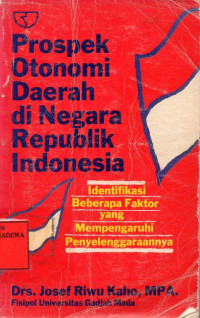 Prospek
Otonomi
Daerah
di Negara
Republik
Indonesia
Identifikasi
Beberapa Faktor
yang
Mempengaruhi
Penyelenggaraannya
ADEWA
Drs. Josef Riwu Kaho, MPA.
Fisipol Universitas Gadjah Mada